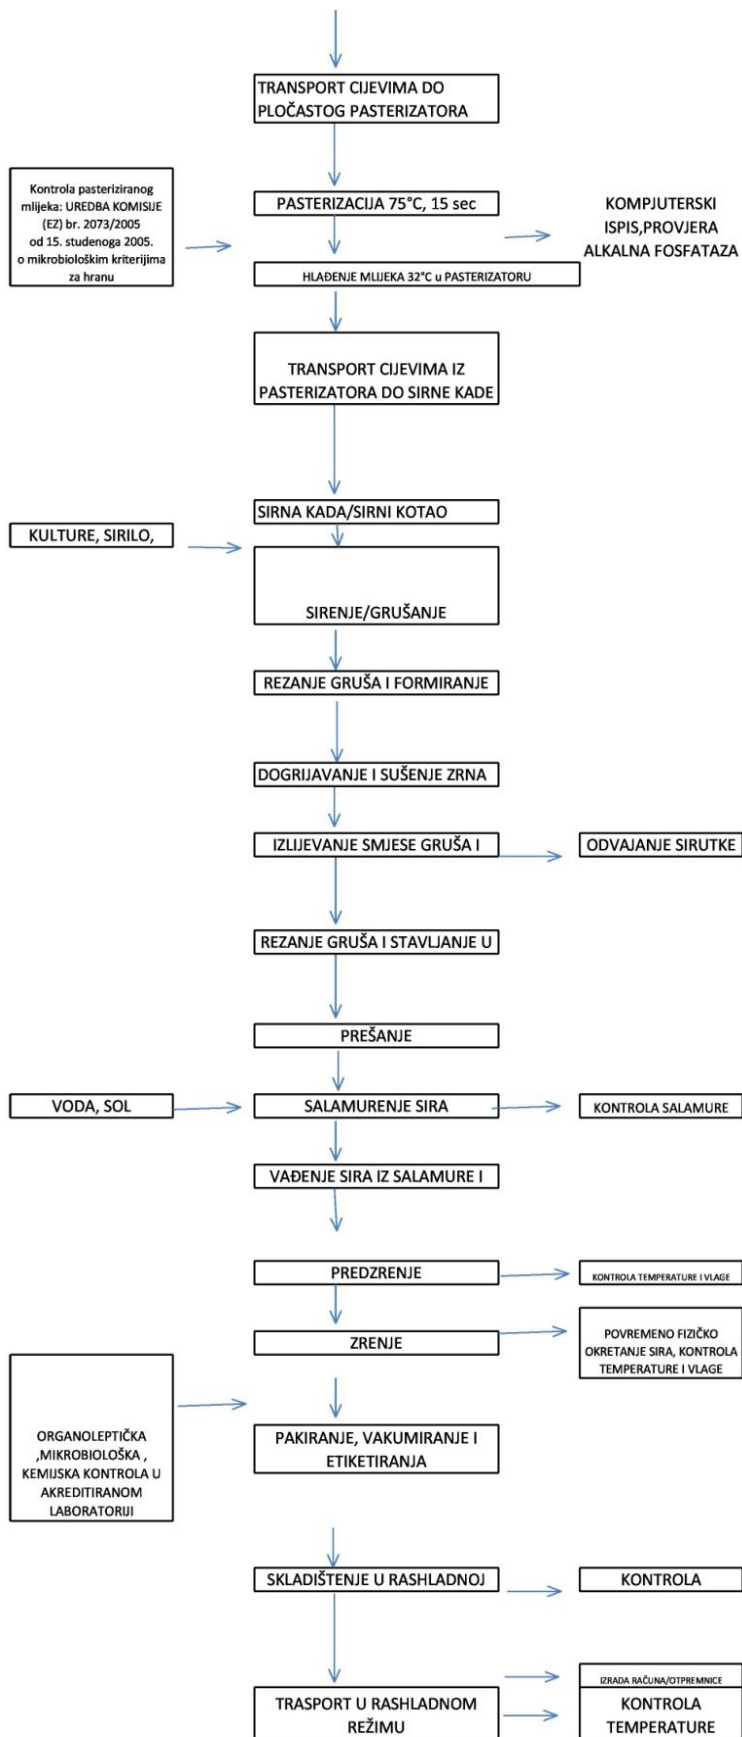 TRANSPORT CIJEVIMA DO
PLOČASTOG PASTERIZATORA
Kontrola pasteriziranog
mlijeka: UREDBA KOMISIJE
(EZ) br. 2073/2005
od 15. studenoga 2005.
o mikrobiološkim kriterijima
za hranu
PASTERIZACIJA 75°C, 15 sec
KOMPJUTERSKI
ISPIS,PROVJERA
ALKALNA FOSFATAZA
HLAĐENJE MLIJEKA 32°C u PASTERIZATORU
TRANSPORT CIJEVIMA IZ
PASTERIZATORA DO SIRNE KADE
SIRNA KADA/SIRNI KOTAO
KULTURE, SIRILO,
SIRENJE/GRUŠANJE
REZANJE GRUŠA I FORMIRANJE
DOGRIJAVANJE I SUŠENJE ZRNA
IZLIJEVANJE SMJESE GRUŠA I
ODVAJANJE SIRUTKE
REZANJE GRUŠA I STAVLJANJE U
PREŠANJE
VODA, SOL
SALAMURENJE SIRA
KONTROLA SALAMURE
VAĐENJE SIRA IZ SALAMURE I
PREDZRENJE
KONTROLA TEMPERATURE I VLAGE
ZRENJE
POVREMENO FIZIČKO
OKRETANJE SIRA, KONTROLA
TEMPERATURE I VLAGE
ORGANOLEPTIČKA
,MIKROBIOLOŠKA ,
KEMIJSKA KONTROLA U
AKREDITIRANOM
LABORATORIJI
PAKIRANJE, VAKUMIRANJE I
ETIKETIRANJA
SKLADIŠTENJE U RASHLADNOJ
KONTROLA
IZRADA RAČUNA/OTPREMNICE
TRASPORT U RASHLADNOM
REŽIMU
KONTROLA
TEMPERATURE